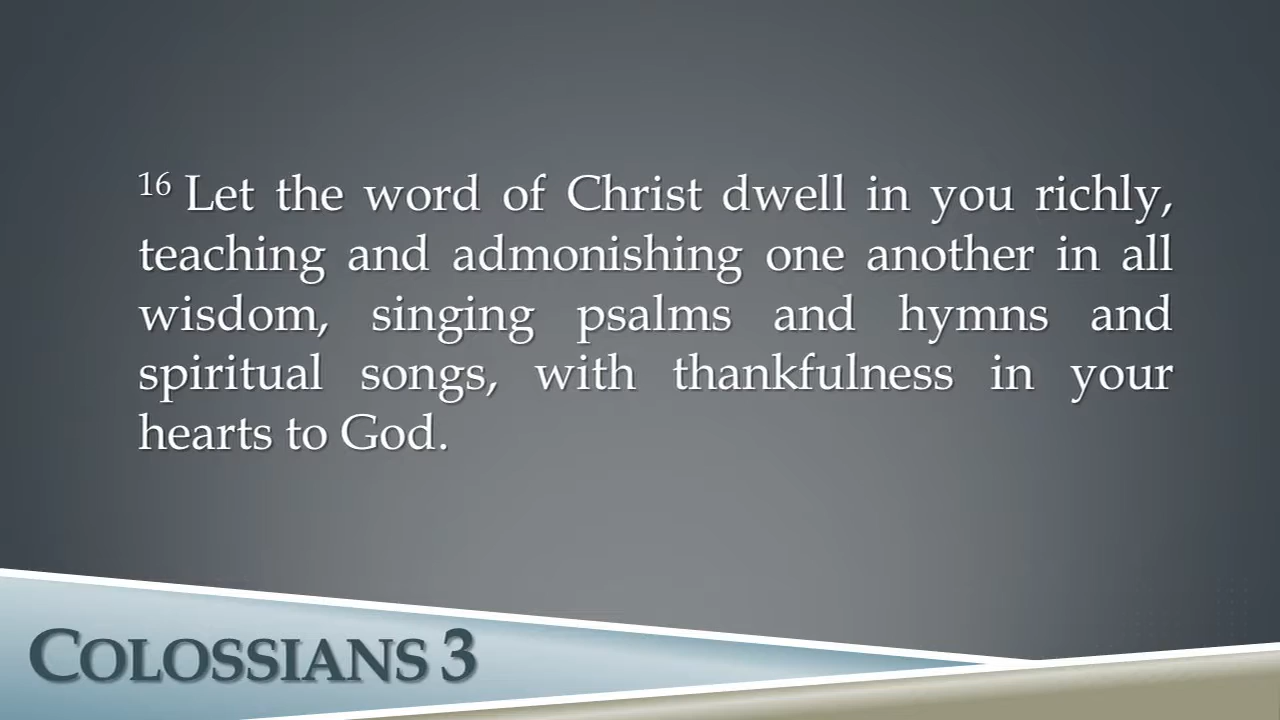 16 Let the word of Christ dwell in you richly,
teaching and admonishing one another in all
wisdom, singing psalms and hymns and
spiritual songs, with thankfulness in your
hearts to God.
COLOSSIANS 3